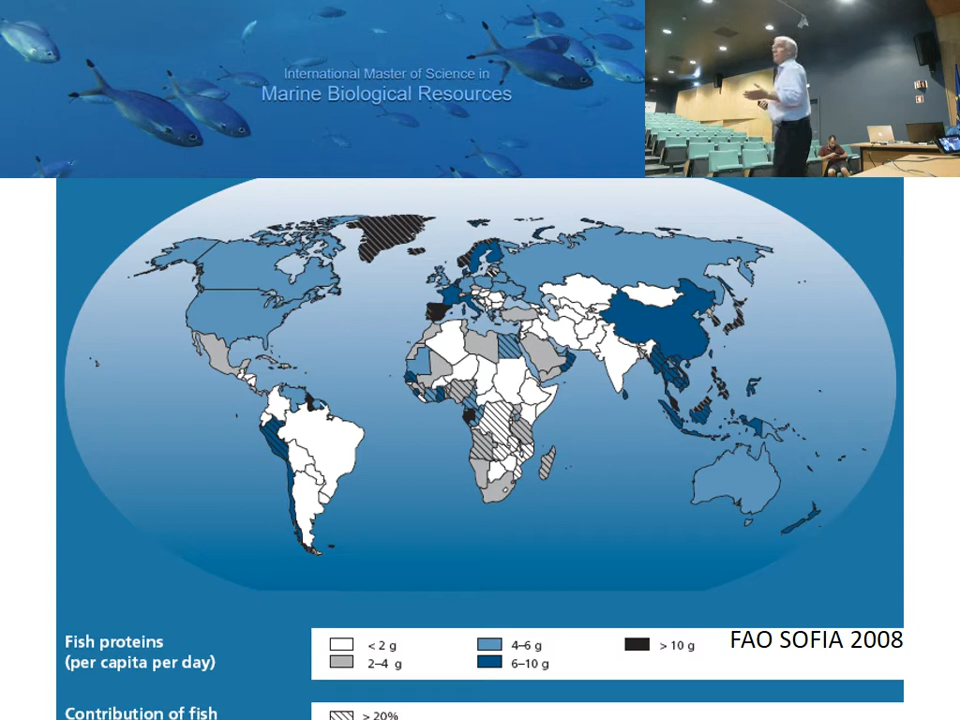 International Master of Science in
Marine Biological Resources
Fish proteins
(per capita per day)
< 2 g
4–6 g
> 10 g
FAO SOFIA 2008
2–4 g
6–10 g
Contribution of fish
> 20%